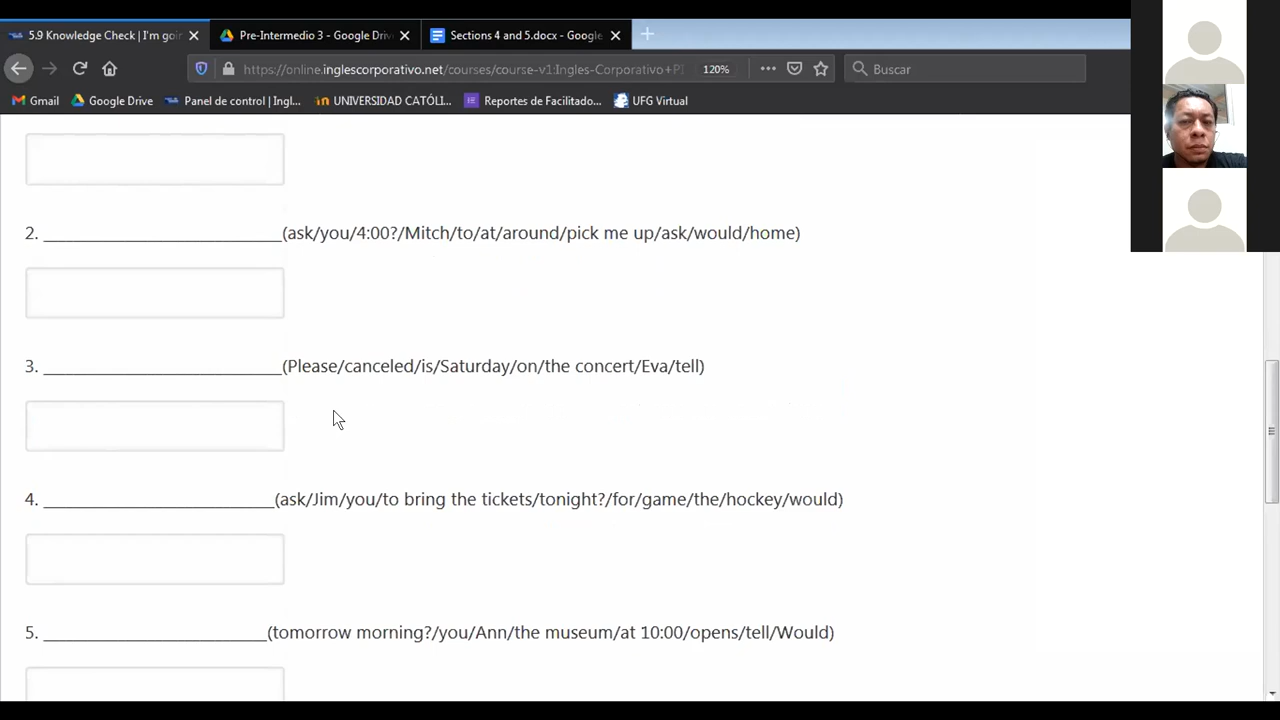 5.9 Knowledge Check | I'm goin
Pre-Intermedio 3 - Google Driv
Sections 4 and 5.docx - Google
https://online.inglescorporativo.net/courses/course-v1:Ingles-Corporativo+P
120%
Buscar
Gmail
Google Drive
Panel de control | Ingl...
UNIVERSIDAD CATÓLI...
Reportes de Facilitado...
UFG Virtual
2. ___________________________(ask/you/4:00?/Mitch/to/at/around/pick me up/ask/would/home)
3. ___________________________(Please/canceled/is/Saturday/on/the concert/Eva/tell)
4. __________________________(ask/Jim/you/to bring the tickets/tonight?/for/game/the/hockey/would)
5. _________________________(tomorrow morning?/you/Ann/the museum/at 10:00/opens/tell/Would)